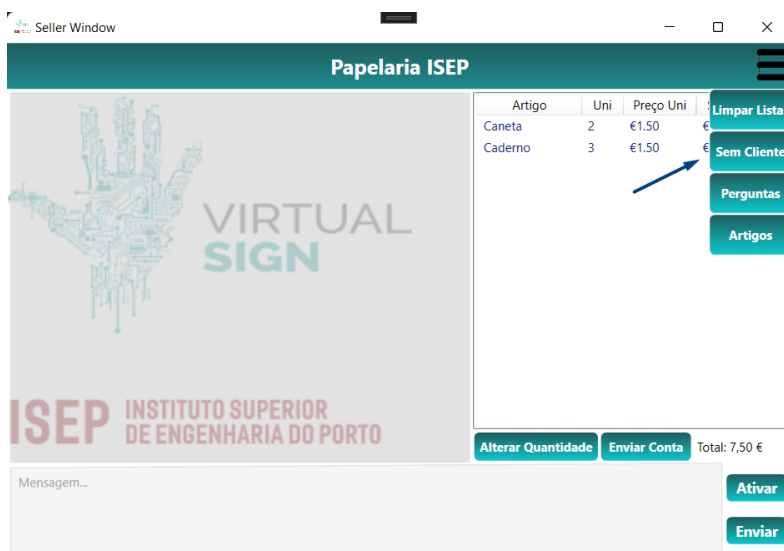 Seller Window
Papelaria ISEP
Artigo Uni Preço Uni
Caneta 2 €1.50 €
Caderno 3 €1.50 €
Limpar Lista
Sem Cliente
Perguntas
Artigos
VIRTUAL
SIGN
ISEP INSTITUTO SUPERIOR
DE ENGENHARIA DO PORTO
Alterar Quantidade Enviar Conta Total: 7,50 €
Mensagem...
Ativar
Enviar